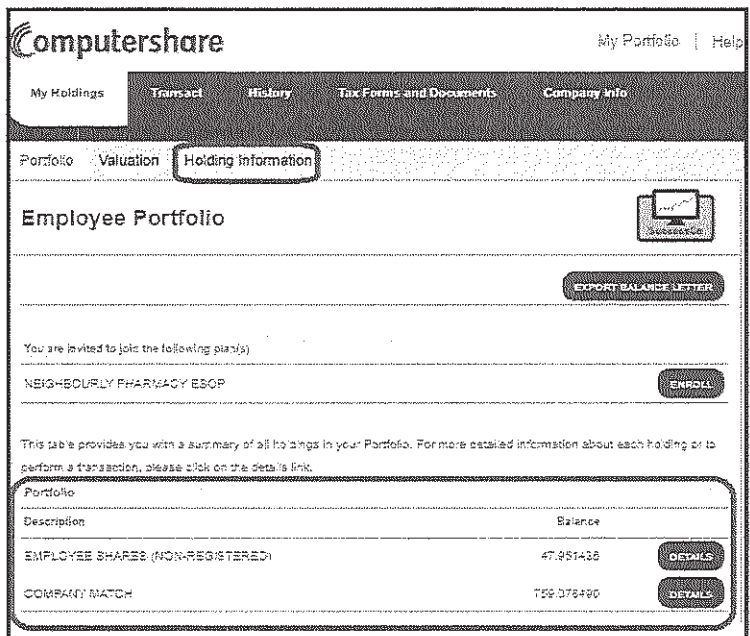 Computershare
My Portfolio | Help
My Holdings Transact History Tax Forms and Documents Company Info
Portfolio Valuation Holding Information
Employee Portfolio
EXPORT BALANCE LETTER
You are invited to join the following plan(s)
NEIGHBOURLY PHARMACY ESOP ENROLL
This table provides you with a summary of all holdings in your Portfolio. For more detailed information about each holding or to
perform a transaction, please click on the details link.
Portfolio
Description Balance
EMPLOYEE SHARES (NON-REGISTERED) DETAILS
COMPANY MATCH DETAILS